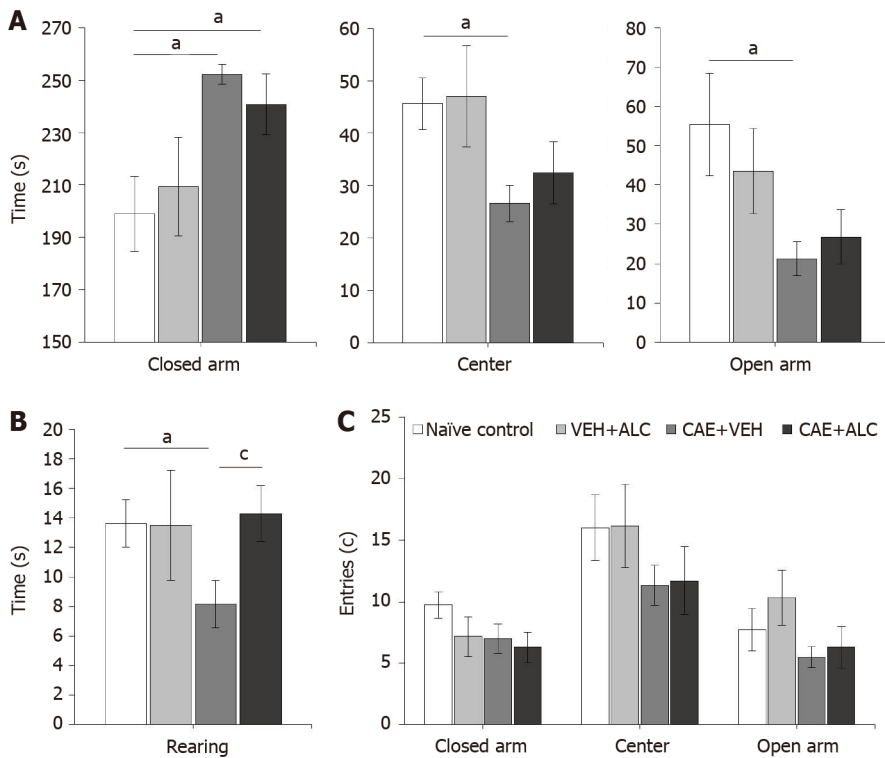 A
Time (s)
270
250
230
210
190
170
150
a
a
Closed arm
60
50
40
30
20
10
0
a
Center
80
70
60
50
40
30
20
10
0
a
Open arm
B
Time (s)
20
18
16
14
12
10
8
6
4
2
0
a
c
Rearing
C
Entries (c)
25
20
15
10
5
0
Naïve control VEH+ALC CAE+VEH CAE+ALC
Closed arm Center Open arm